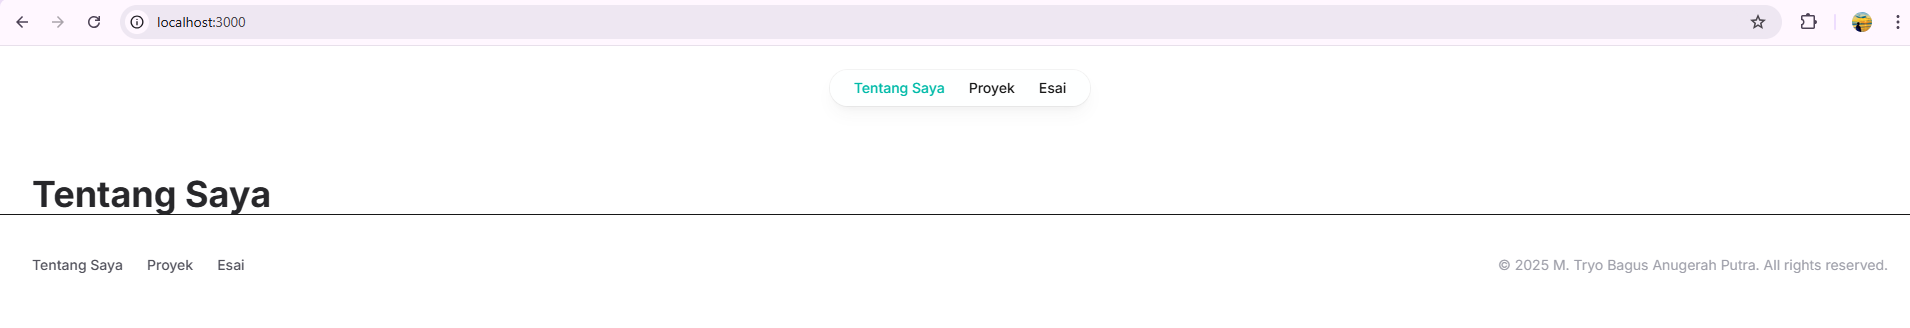 localhost:3000
Tentang Saya Proyek Esai
Tentang Saya
Tentang Saya Proyek Esai
© 2025 M. Tryo Bagus Anugerah Putra. All rights reserved.